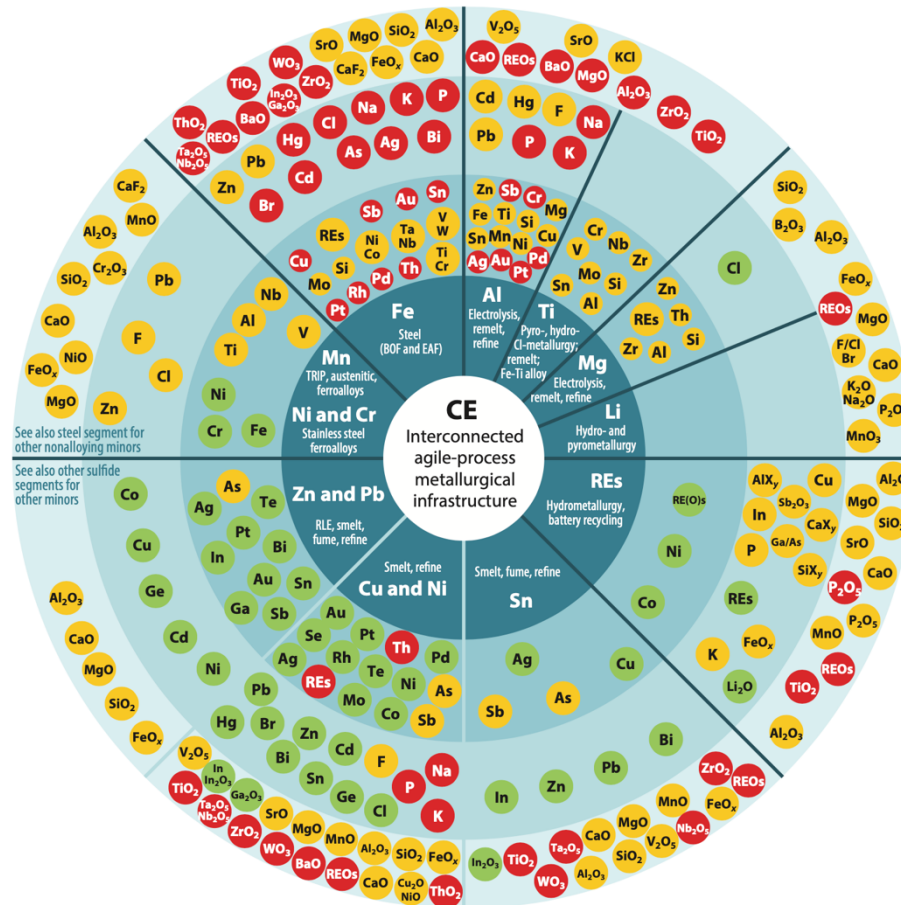 CE
Interconnected
agile-process
metallurgical
infrastructure
Fe
Steel
(BOF and EAF)
Cu
Mo
Si
REs
Sb
Ni
Co
Au
Ta
Nb
Sn
V
W
Ti
Cr
Th
Pd
Rh
Pt
Zn
Pb
Br
Hg
Cd
Cl
Na
As
K
Ag
P
Bi
Ta₂O₅
Nb₂O₅
ThO₂
REOs
TiO₂
BaO
WO₃
In₂O₃
Ga₂O₃
ZrO₂
SrO
MgO
SiO₂
Al₂O₃
CaF₂
FeOₓ
CaO
Al
Electrolysis,
remelt,
refine
Zn
Sb
Cr
Fe
Ti
Si
Mg
Sn
Mn
Ni
Cu
Ag
Au
Pt
Pd
Cd
Hg
F
Na
Pb
P
K
V₂O₅
SrO
KCl
CaO
REOs
BaO
MgO
Al₂O₃
ZrO₂
TiO₂
Ti
Pyro-, hydro-
Cl-metallurgy;
remelt;
Fe-Ti alloy
Cr
V
Nb
Zr
Mo
Sn
Si
Al
Mg
Electrolysis,
remelt, refine
Zn
REs
Th
Zr
Al
Si
Cl
SiO₂
B₂O₃
Al₂O₃
FeOₓ
REOs
MgO
Li
Hydro- and
pyrometallurgy
F/Cl
Br
CaO
K₂O
Na₂O
P₂O
MnO₃
REs
Hydrometallurgy,
battery recycling
RE(O)s
Ni
Co
AlXᵧ
Cu
Sb₂O₃
In
CaXᵧ
P
Ga/As
SiXᵧ
REs
K
FeOₓ
Li₂O
Al₂O
MgO
SiO
SrO
CaO
P₂O₅
P₂O₅
MnO
REOs
TiO₂
Al₂O₃
Sn
Smelt, fume, refine
Ag
Cu
Sb
As
In
Zn
Pb
Bi
In₂O₃
TiO₂
WO₃
Ta₂O₅
Al₂O₃
CaO
SiO₂
MgO
V₂O₅
MnO
Nb₂O₅
FeOₓ
ZrO₂
REOs
Cu and Ni
Smelt, refine
Au
Se
Pt
Th
Ag
Rh
Te
Pd
REs
Ni
As
Mo
Co
Sb
Pb
Hg
Br
Zn
Bi
Cd
F
Sn
Na
Ge
P
Cl
K
V₂O₅
In
In₂O₃
TiO₂
Ga₂O₃
Ta₂O₅
Nb₂O₅
SrO
ZrO₂
MgO
WO₃
MnO
BaO
Al₂O₃
REOs
SiO₂
CaO
FeOₓ
Cu₂O
NiO
ThO₂
Zn and Pb
RLE, smelt,
fume, refine
As
Ag
Te
Pt
In
Bi
Au
Sn
Ga
Sb
Co
Cu
Ge
Cd
Ni
Al₂O₃
CaO
MgO
SiO₂
FeOₓ
See also other sulfide
segments for
other minors
Mn
TRIP, austenitic,
ferroalloys
Ni and Cr
Stainless steel
ferroalloys
Nb
Al
V
Ti
Ni
Cr
Fe
Pb
F
Cl
Zn
CaF₂
MnO
Al₂O₃
Cr₂O₃
SiO₂
CaO
NiO
FeOₓ
MgO
See also steel segment for
other nonalloying minors